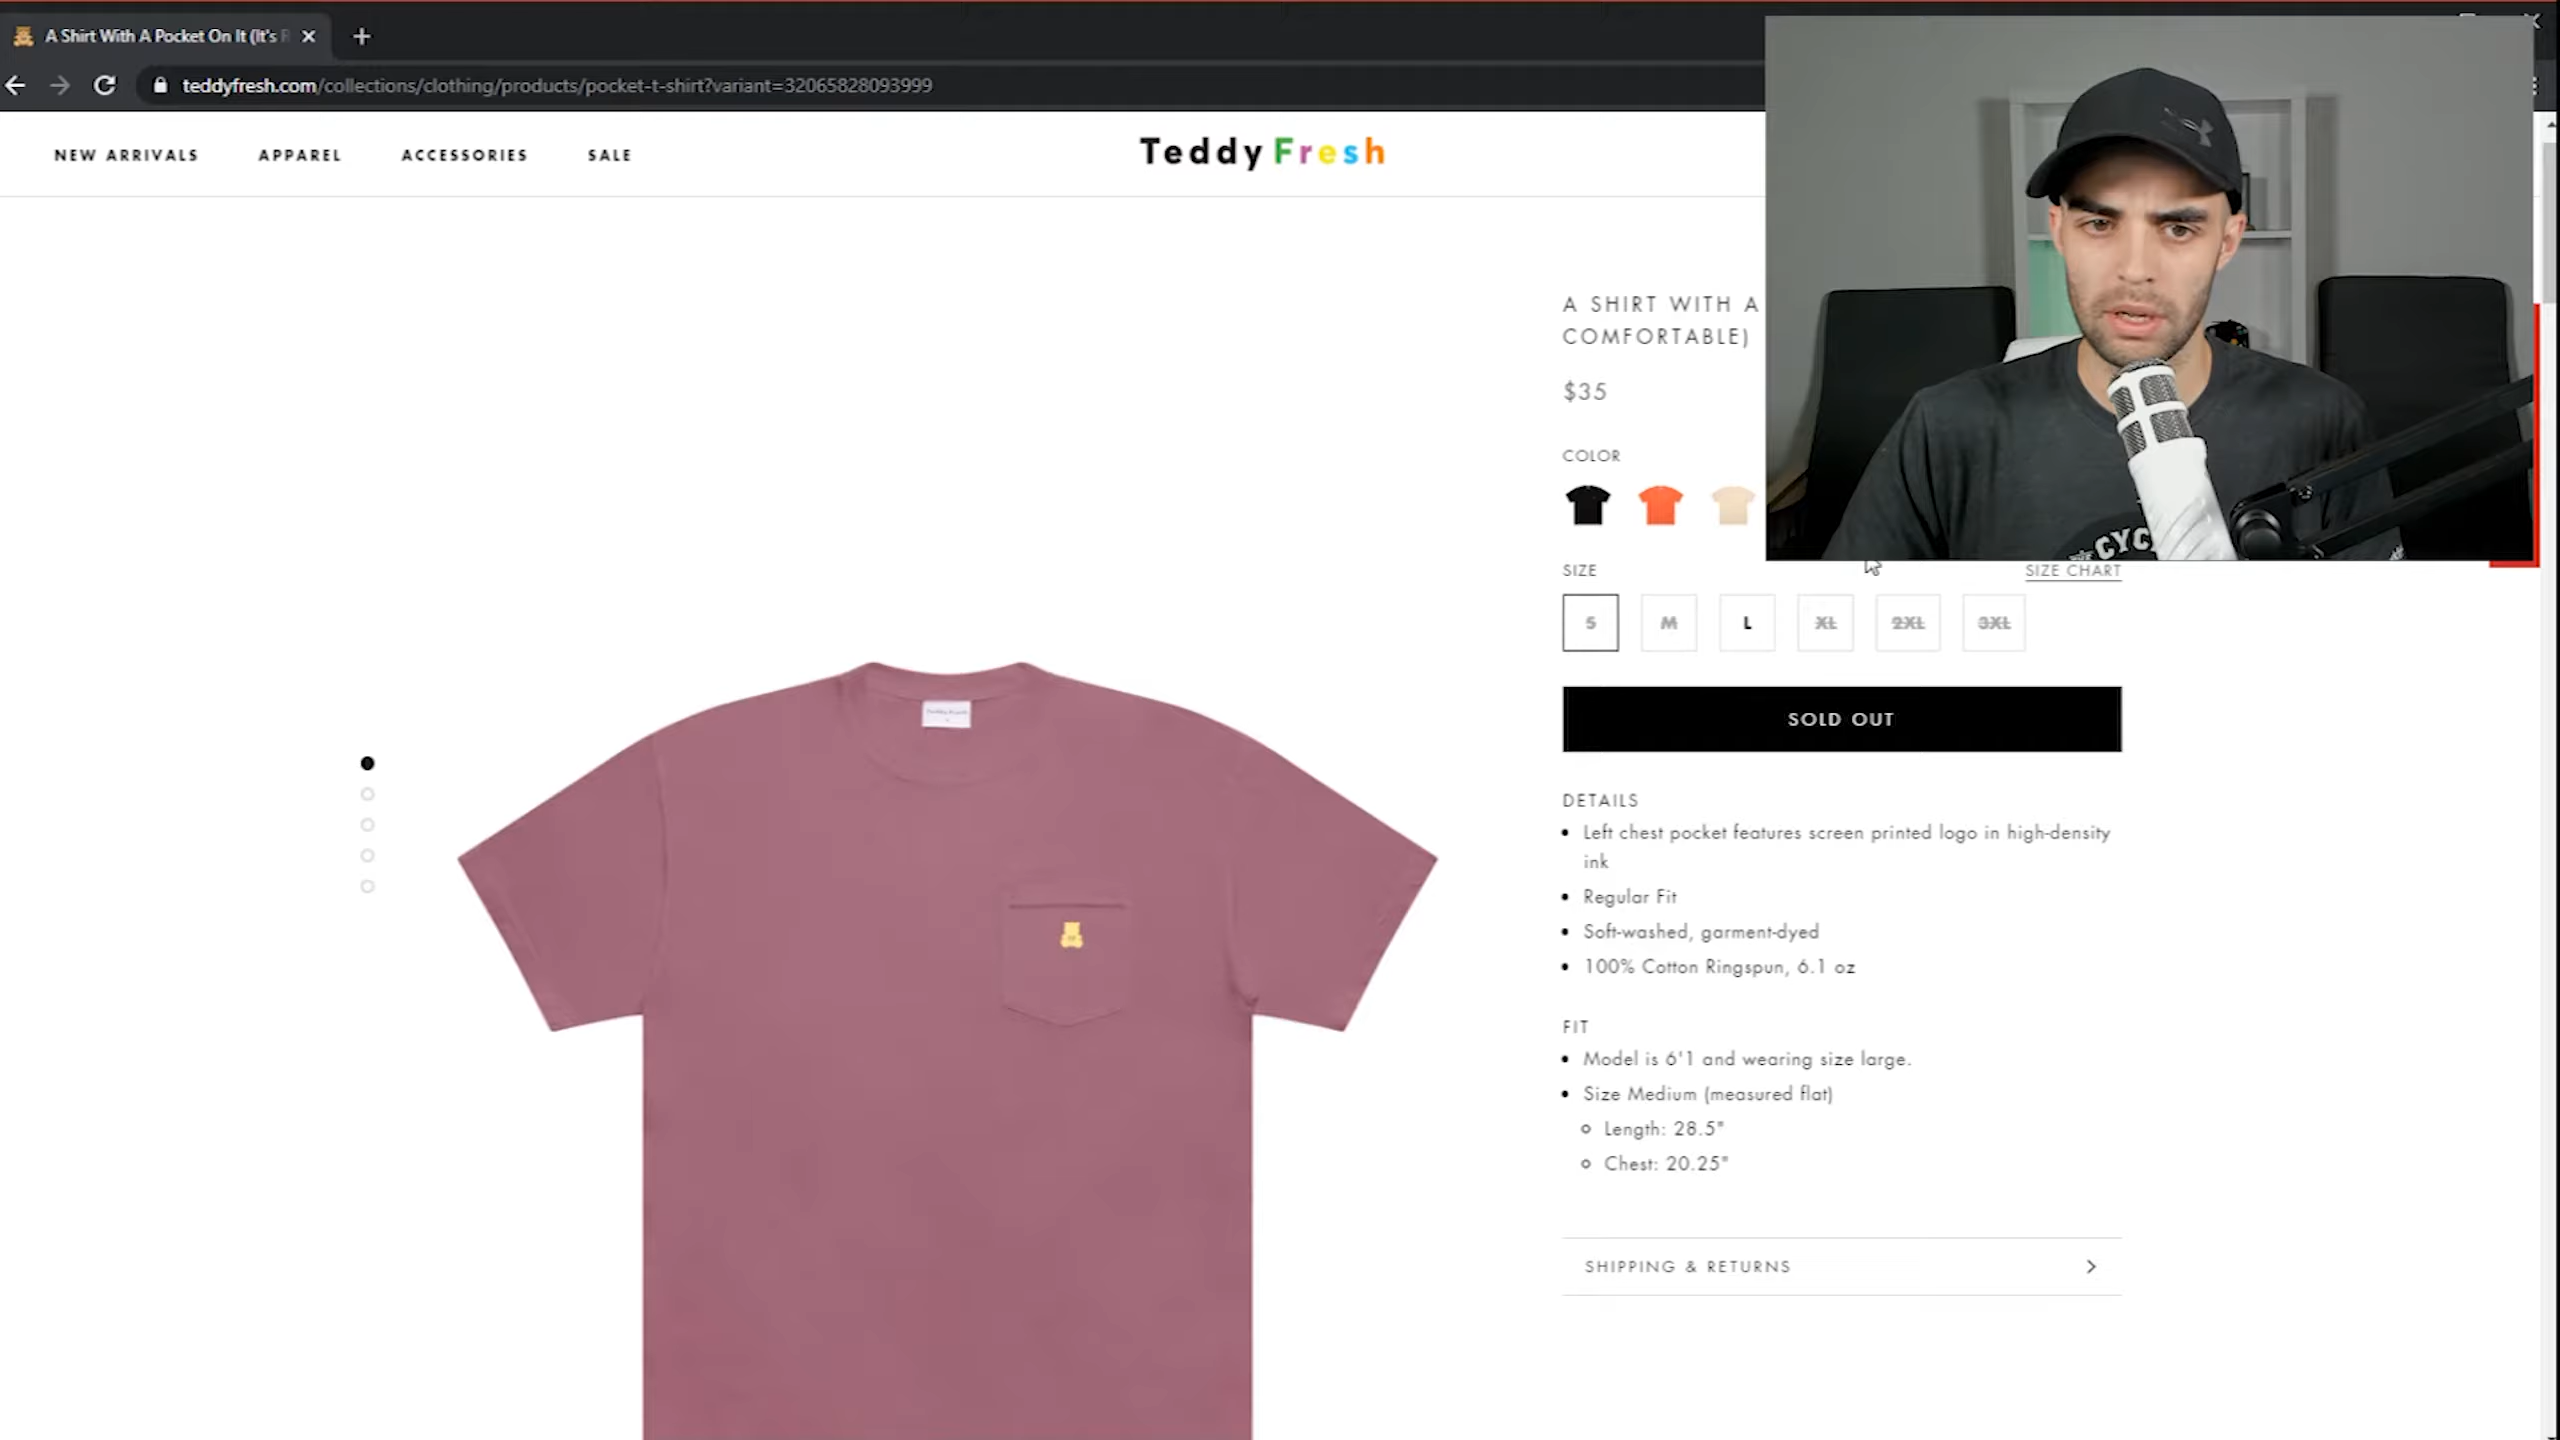 A Shirt With A Pocket On It (It's
teddyfresh.com/collections/clothing/products/pocket-t-shirt?variant=32065828093999
NEW ARRIVALS APPAREL ACCESSORIES SALE
Teddy Fresh
A SHIRT WITH A
COMFORTABLE)
$35
COLOR
SIZE SIZE CHART
S M L XL 2XL 3XL
SOLD OUT
DETAILS
Left chest pocket features screen printed logo in high-density
ink
Regular Fit
Soft-washed, garment-dyed
100% Cotton Ringspun, 6.1 oz
FIT
Model is 6'1 and wearing size large.
Size Medium (measured flat)
Length: 28.5"
Chest: 20.25"
SHIPPING & RETURNS